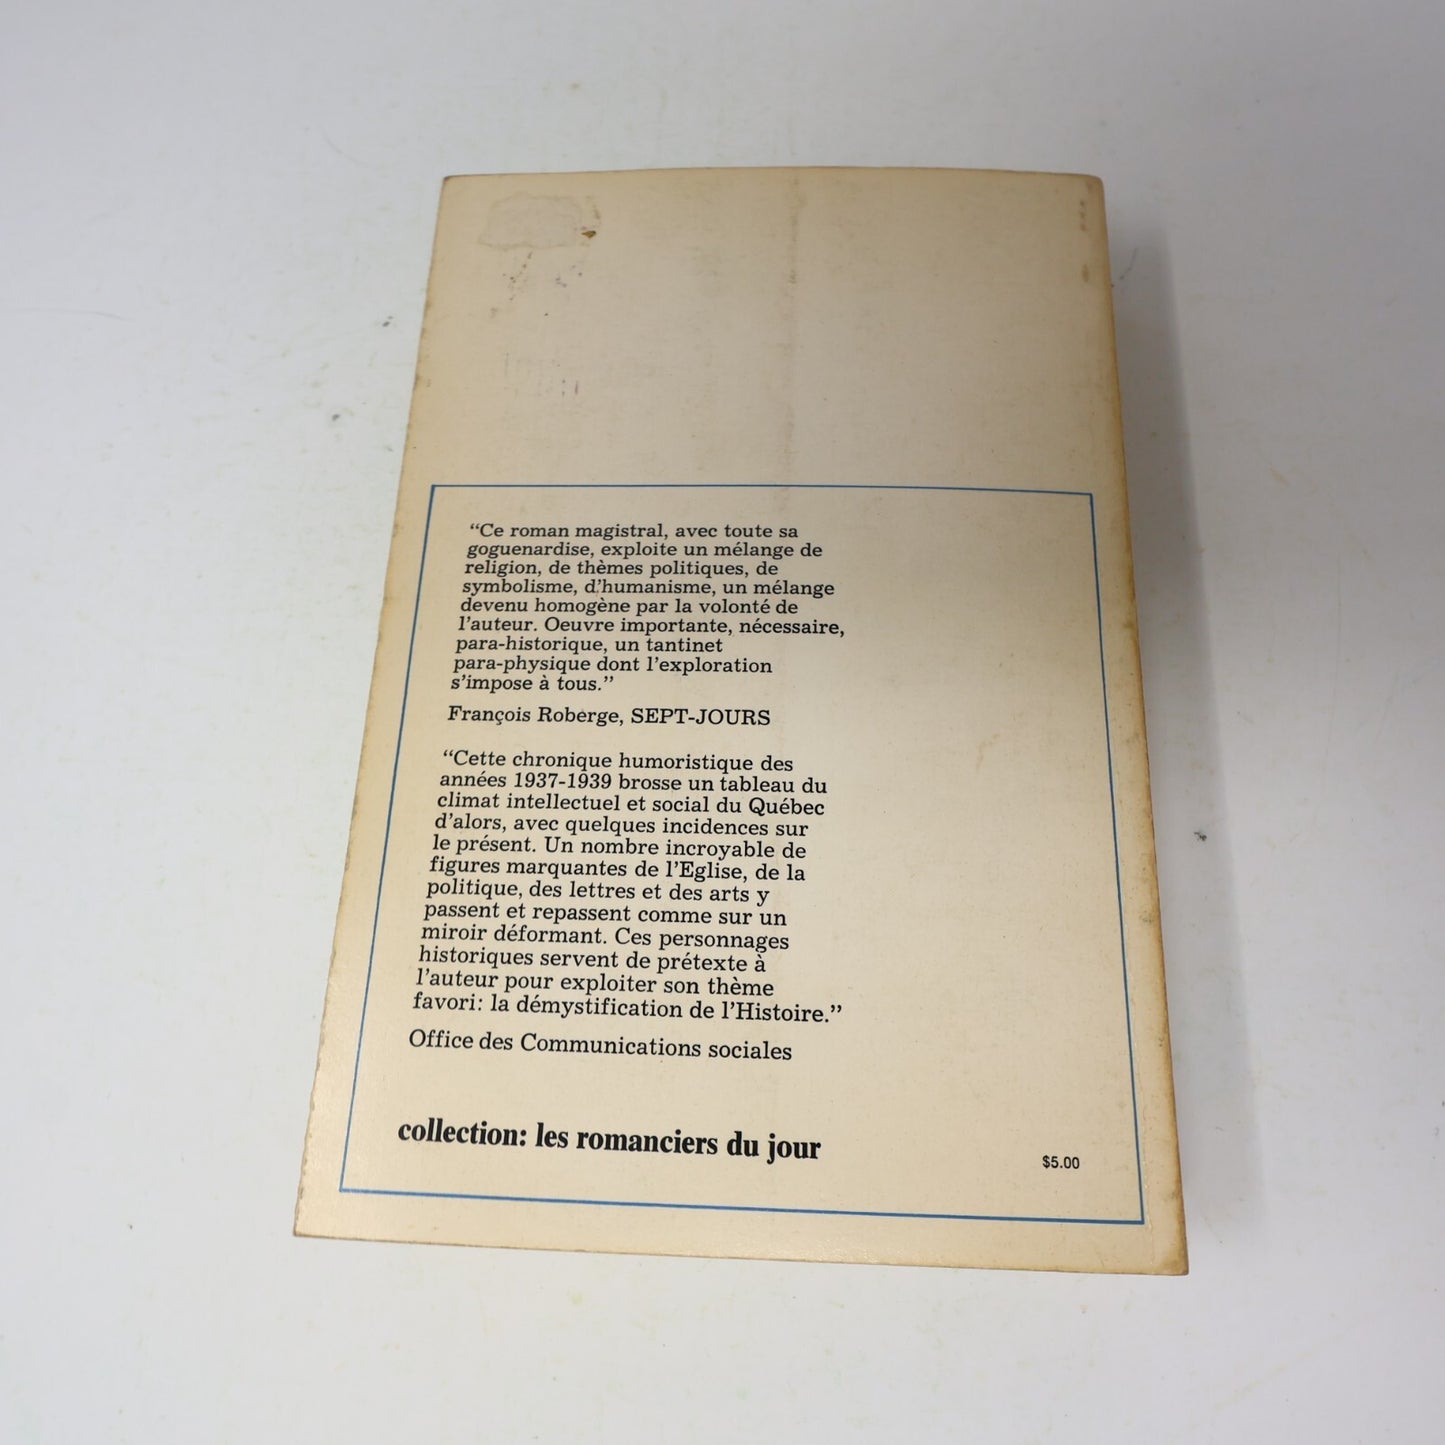 “Ce roman magistral, avec toute sa
goguenardise, exploite un mélange de
religion, de thèmes politiques, de
symbolisme, d'humanisme, un mélange
devenu homogène par la volonté de
l'auteur. Oeuvre importante, nécessaire,
para-historique, un tantinet
para-physique dont l'exploration
s'impose à tous.”
François Roberge, SEPT-JOURS
“Cette chronique humoristique des
années 1937-1939 brosse un tableau du
climat intellectuel et social du Québec
d'alors, avec quelques incidences sur
le présent. Un nombre incroyable de
figures marquantes de l'Eglise, de la
politique, des lettres et des arts y
passent et repassent comme sur un
miroir déformant. Ces personnages
historiques servent de prétexte à
l'auteur pour exploiter son thème
favori: la démystification de l'Histoire.”
Office des Communications sociales
collection: les romanciers du jour
$5.00